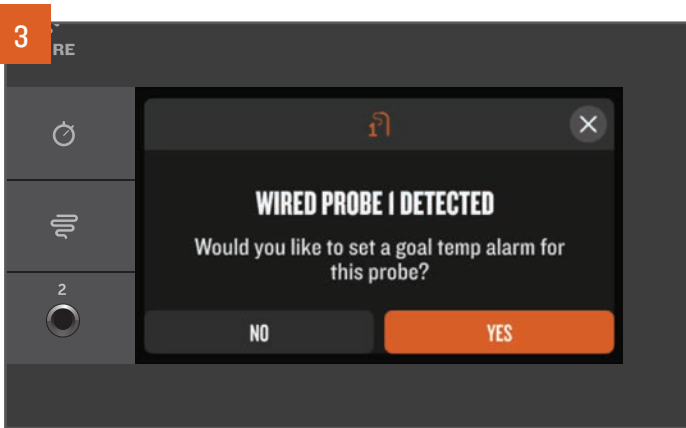 3
RE
1
WIRED PROBE 1 DETECTED
Would you like to set a goal temp alarm for
this probe?
2
NO
YES